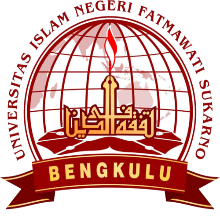 UNIVERSITAS ISLAM NEGERI FATMAWATI SUKARNO
BENGKULU